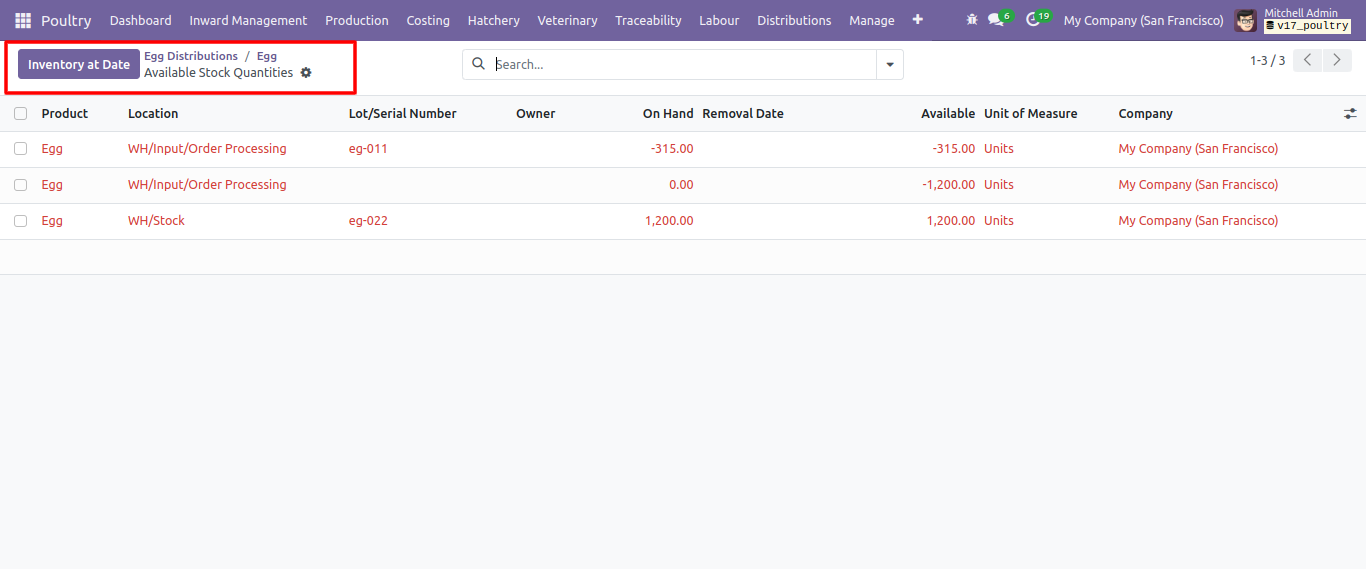 Poultry Dashboard Inward Management Production Costing Hatchery Veterinary Traceability Labour Distributions Manage + 6 19 My Company (San Francisco) Mitchell Admin
v17_poultry
Inventory at Date Egg Distributions / Egg
Available Stock Quantities
Search...
1-3 / 3
Product Location Lot/Serial Number Owner On Hand Removal Date Available Unit of Measure Company
Egg WH/Input/Order Processing eg-011 -315.00 -315.00 Units My Company (San Francisco)
Egg WH/Input/Order Processing 0.00 -1,200.00 Units My Company (San Francisco)
Egg WH/Stock eg-022 1,200.00 1,200.00 Units My Company (San Francisco)